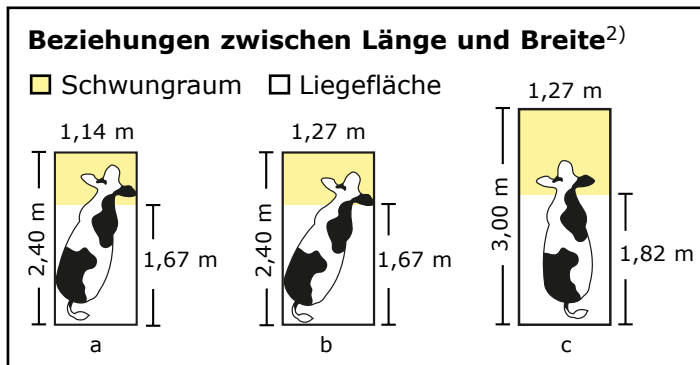 Beziehungen zwischen Länge und Breite2)
Schwungraum Liegefläche
1,14 m
2,40 m
1,67 m
a
1,27 m
2,40 m
1,67 m
b
1,27 m
3,00 m
1,82 m
c